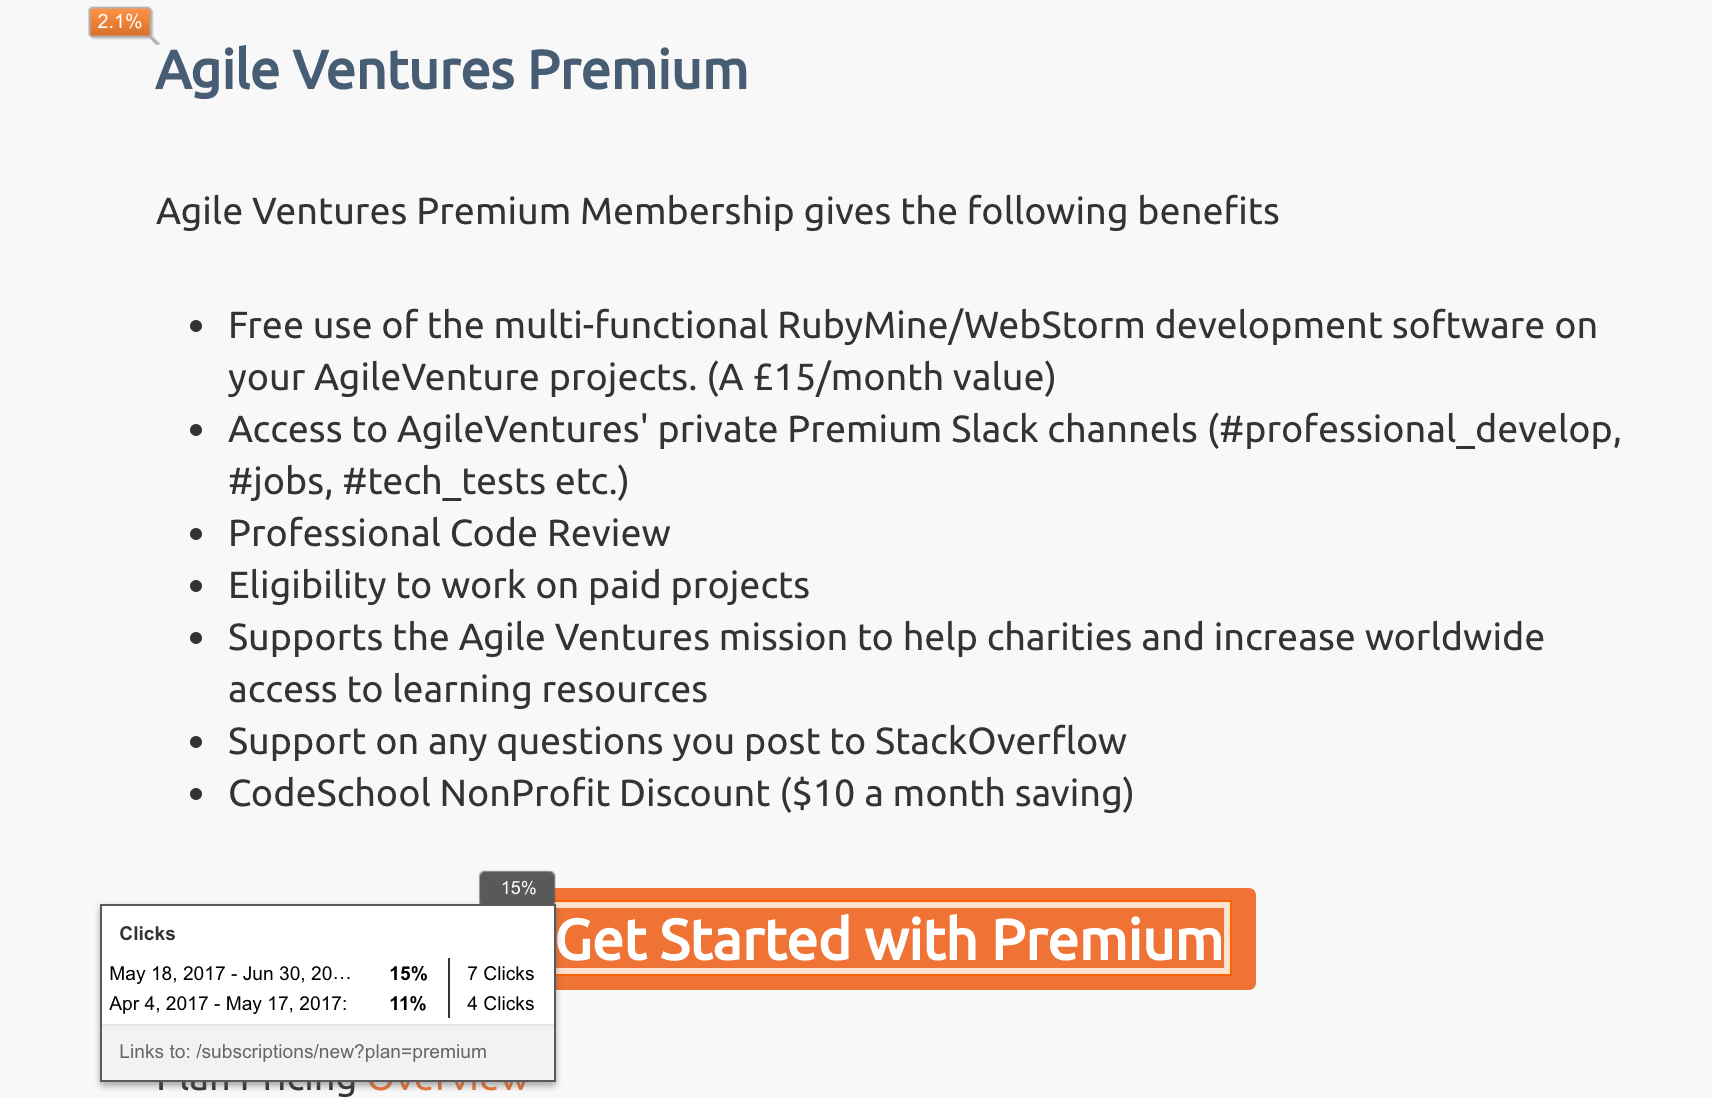 2.1%
Agile Ventures Premium
Agile Ventures Premium Membership gives the following benefits
Free use of the multi-functional RubyMine/WebStorm development software on
your AgileVenture projects. (A £15/month value)
Access to AgileVentures' private Premium Slack channels (#professional_develop,
#jobs, #tech_tests etc.)
Professional Code Review
Eligibility to work on paid projects
Supports the Agile Ventures mission to help charities and increase worldwide
access to learning resources
Support on any questions you post to StackOverflow
CodeSchool NonProfit Discount ($10 a month saving)
15%
Get Started with Premium
Clicks
May 18, 2017 - Jun 30, 20... 15% 7 Clicks
Apr 4, 2017 - May 17, 2017: 11% 4 Clicks
Links to: /subscriptions/new?plan=premium
Plan Pricing Overview